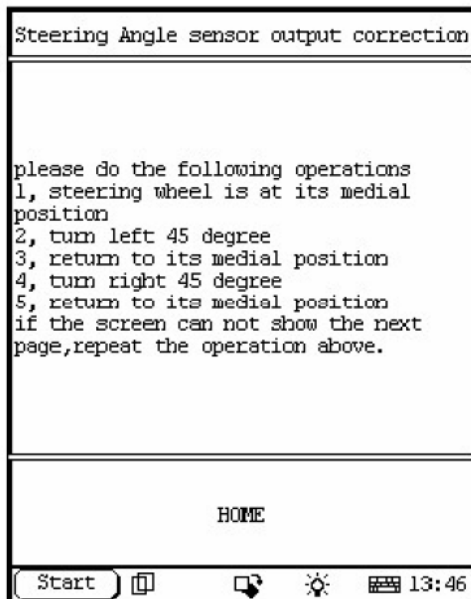 Steering Angle sensor output correction
please do the following operations
1, steering wheel is at its medial
position
2, turn left 45 degree
3, return to its medial position
4, turn right 45 degree
5, return to its medial position
if the screen can not show the next
page,repeat the operation above.
HOME
Start 13:46